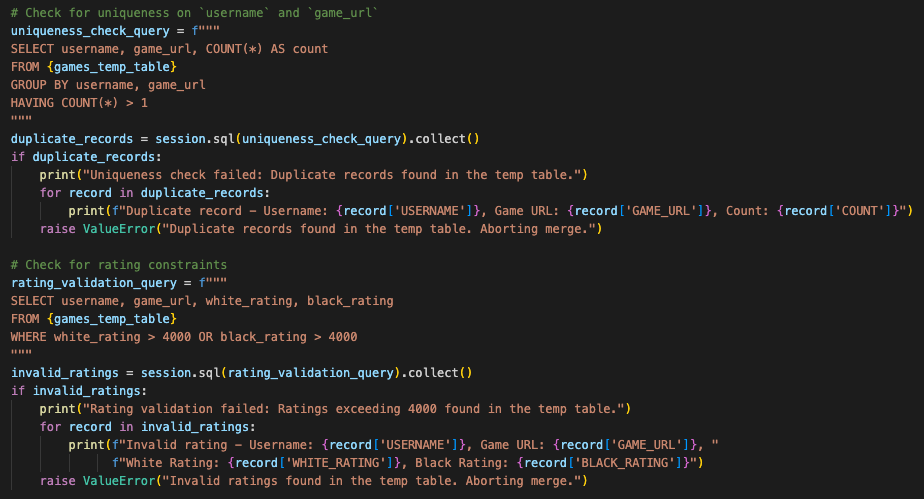 # Check for uniqueness on `username` and `game_url`
uniqueness_check_query = f"""
SELECT username, game_url, COUNT(*) AS count
FROM {games_temp_table}
GROUP BY username, game_url
HAVING COUNT(*) > 1
"""
duplicate_records = session.sql(uniqueness_check_query).collect()
if duplicate_records:
    print("Uniqueness check failed: Duplicate records found in the temp table.")
    for record in duplicate_records:
        print(f"Duplicate record - Username: {record['USERNAME']}, Game URL: {record['GAME_URL']}, Count: {record['COUNT']}")
    raise ValueError("Duplicate records found in the temp table. Aborting merge.")

# Check for rating constraints
rating_validation_query = f"""
SELECT username, game_url, white_rating, black_rating
FROM {games_temp_table}
WHERE white_rating > 4000 OR black_rating > 4000
"""
invalid_ratings = session.sql(rating_validation_query).collect()
if invalid_ratings:
    print("Rating validation failed: Ratings exceeding 4000 found in the temp table.")
    for record in invalid_ratings:
        print(f"Invalid rating - Username: {record['USERNAME']}, Game URL: {record['GAME_URL']}, "
              f"White Rating: {record['WHITE_RATING']}, Black Rating: {record['BLACK_RATING']}")
    raise ValueError("Invalid ratings found in the temp table. Aborting merge.")